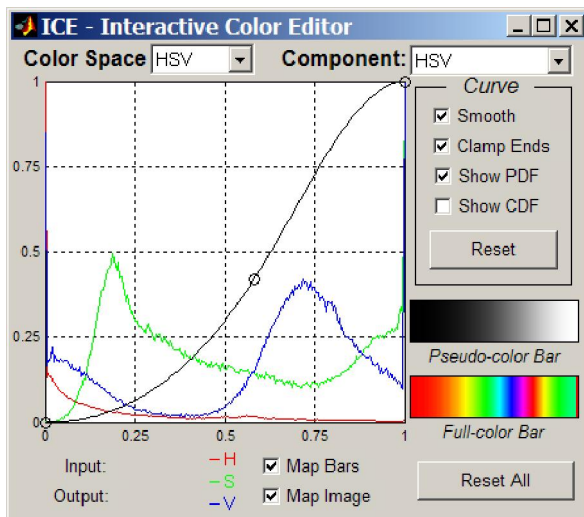 ICE - Interactive Color Editor
Color Space HSV Component: HSV
1
0.75
0.5
0.25
0
0 0.25 0.5 0.75 1
Curve
Smooth
Clamp Ends
Show PDF
Show CDF
Reset
Pseudo-color Bar
Full-color Bar
Input:
Output:
H
S
V
Map Bars
Map Image
Reset All